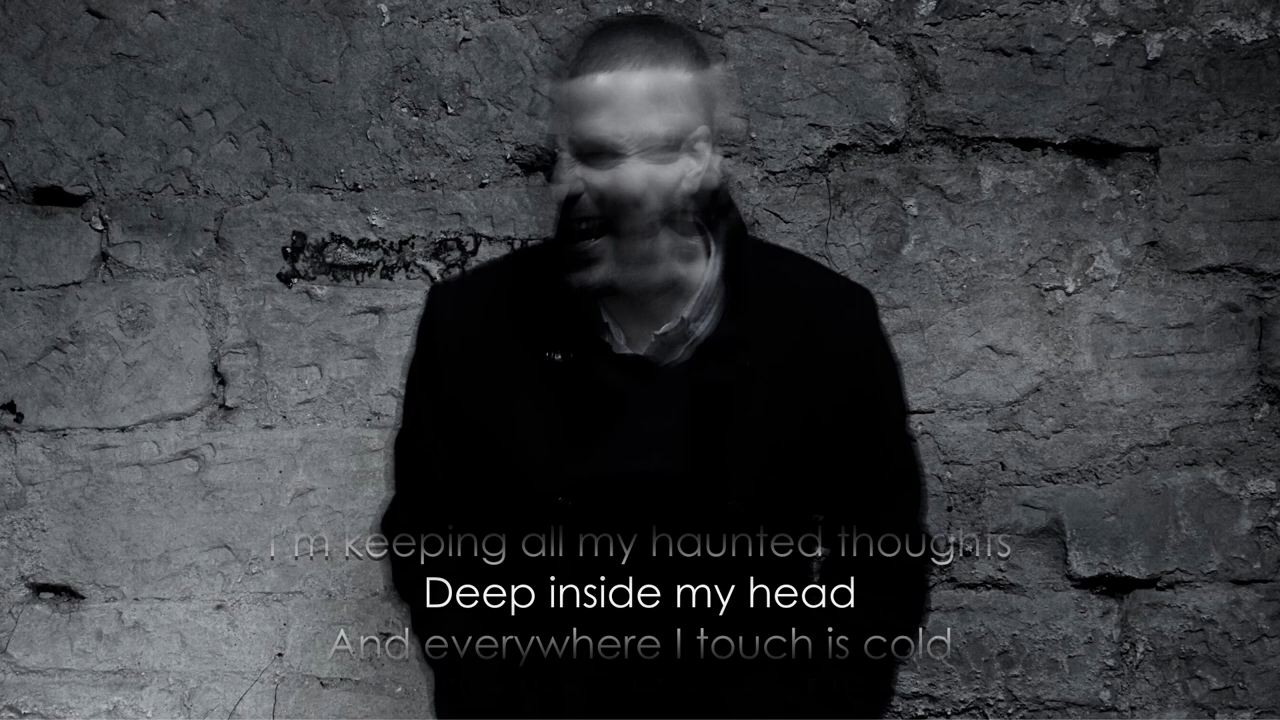 I'm keeping all my haunted thoughts
Deep inside my head
And everywhere I touch is cold